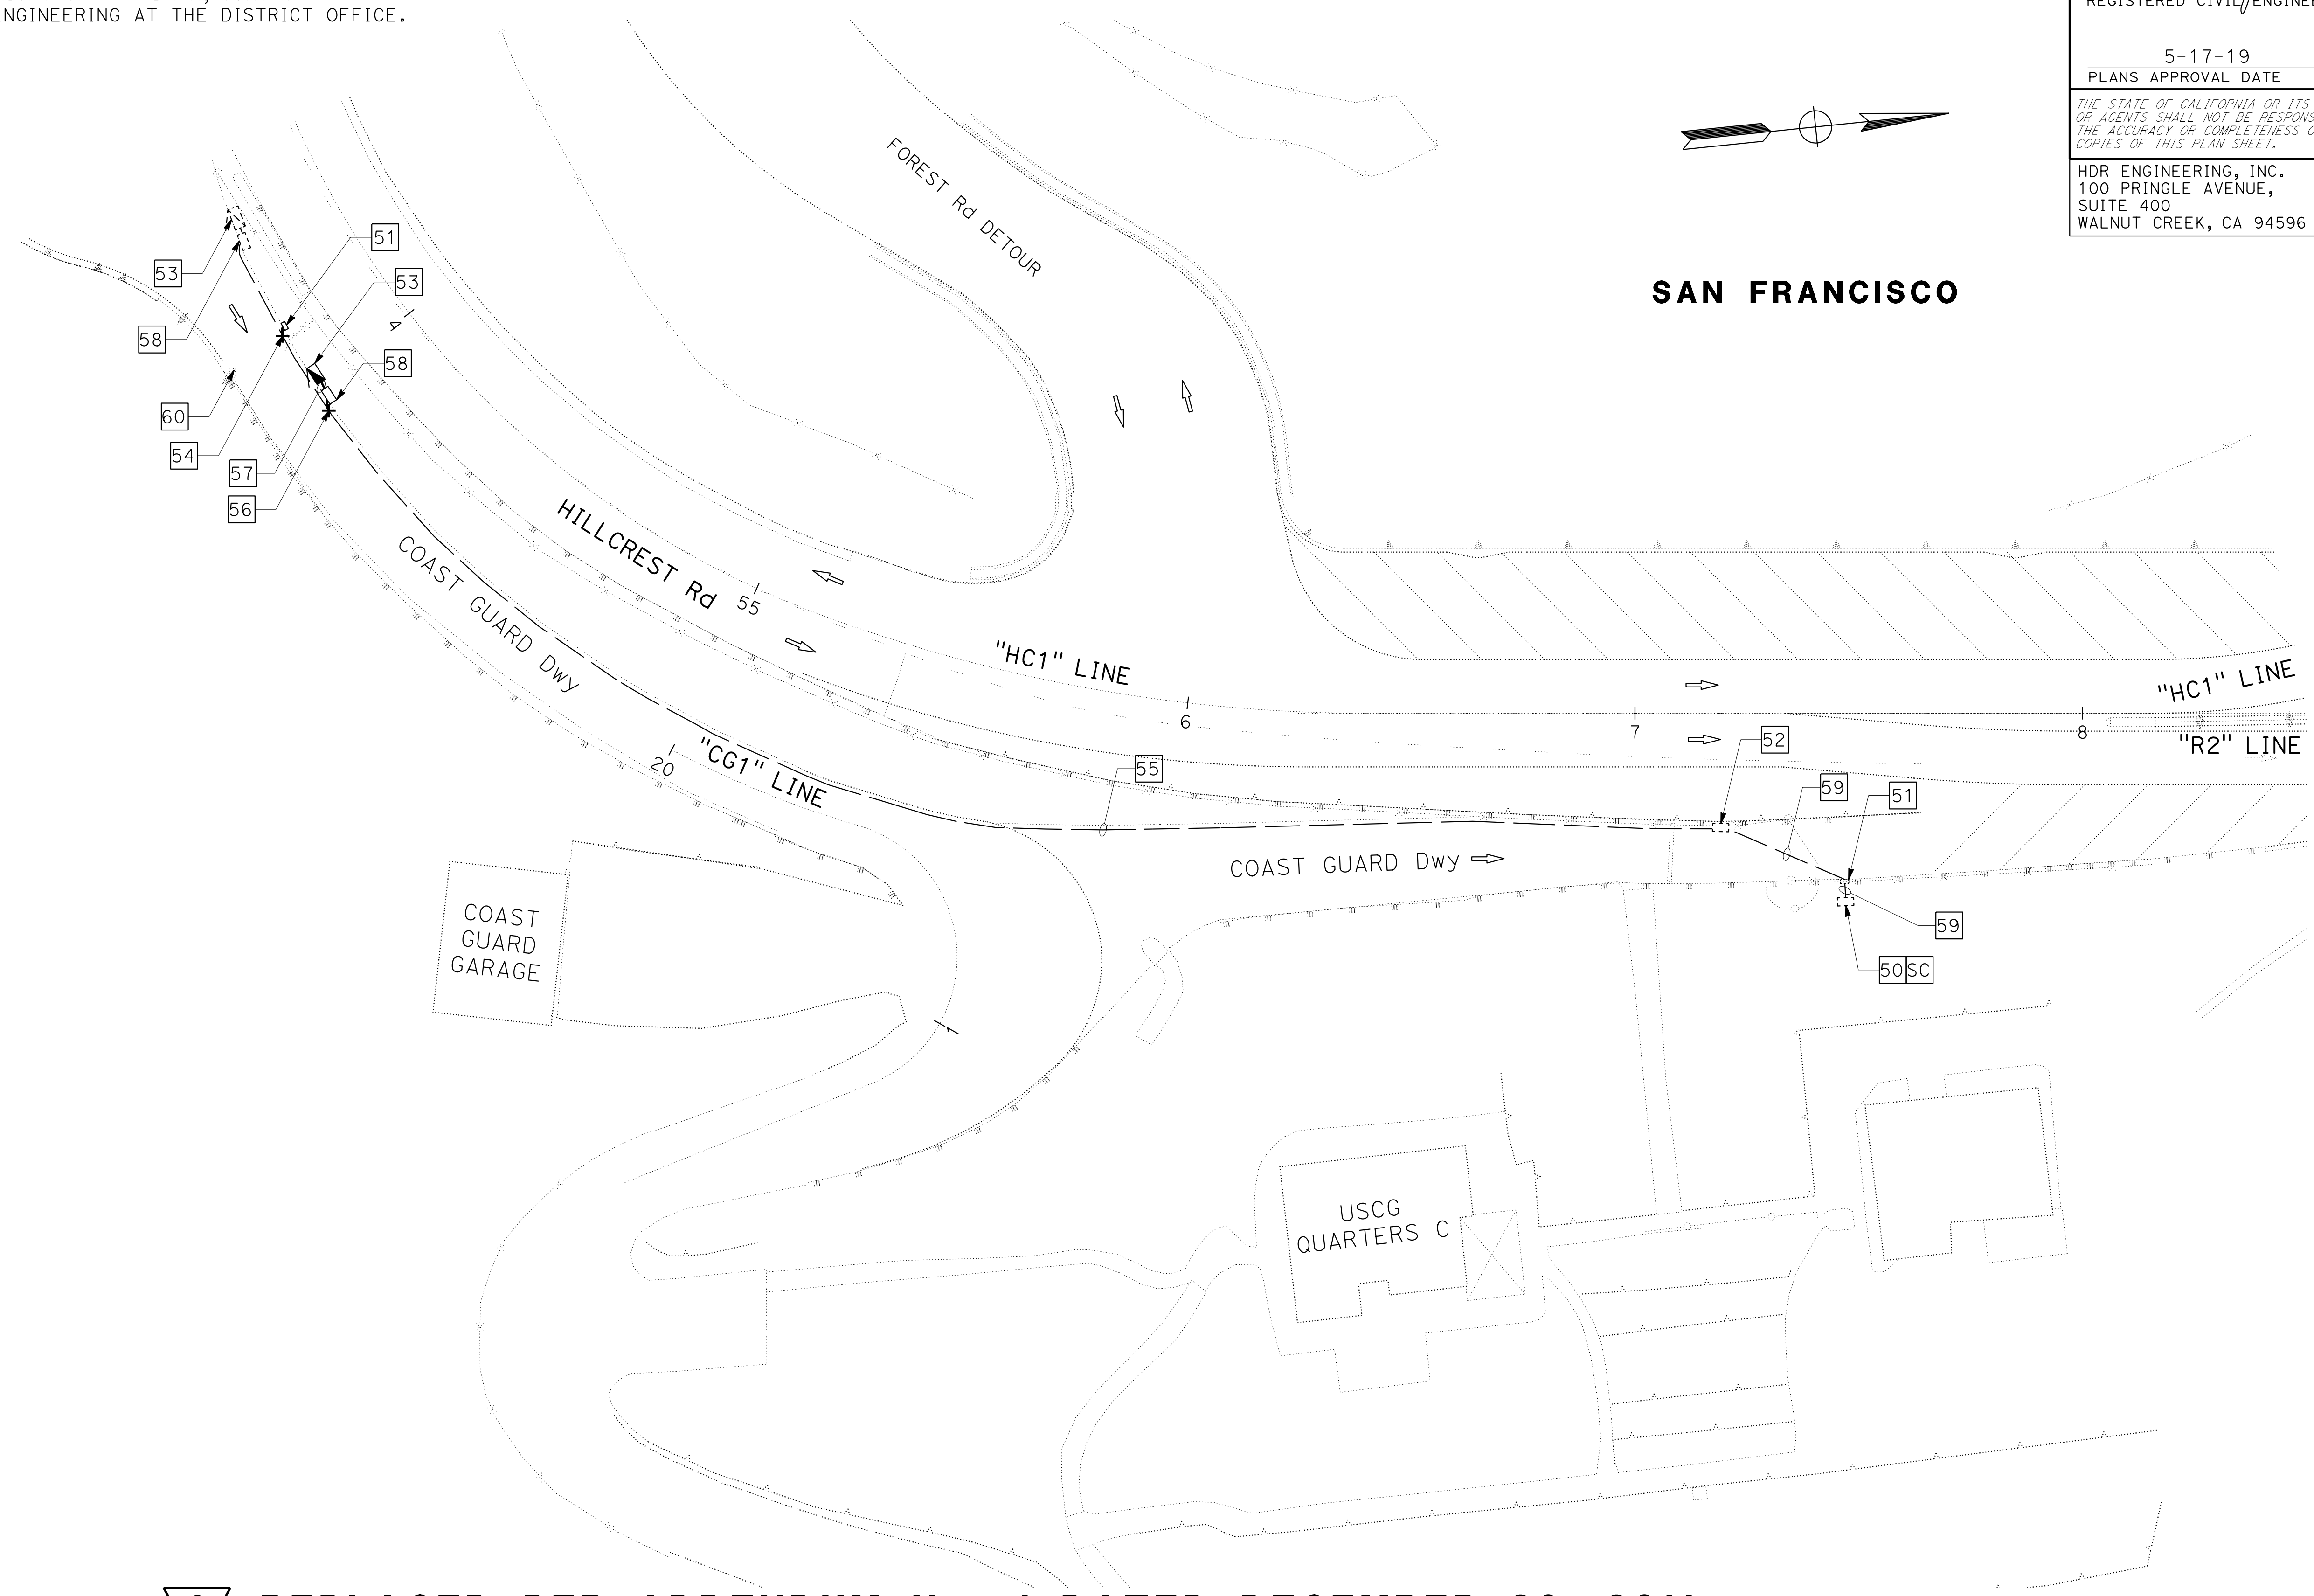 ENGINEERING AT THE DISTRICT OFFICE.
REGISTERED CIVIL ENGINEE
5-17-19
PLANS APPROVAL DATE
THE STATE OF CALIFORNIA OR ITS
OR AGENTS SHALL NOT BE RESPONS
THE ACCURACY OR COMPLETENESS O
COPIES OF THIS PLAN SHEET.
HDR ENGINEERING, INC.
100 PRINGLE AVENUE,
SUITE 400
WALNUT CREEK, CA 94596
SAN FRANCISCO
FOREST Rd DETOUR
51
53
53
4
58
58
60
54
57
56
HILLCREST Rd
55
COAST GUARD Dwy
"HC1" LINE
"HC1" LINE
6
7
8
"R2" LINE
20
"CG1" LINE
55
52
59
51
COAST GUARD Dwy
59
50 SC
COAST
GUARD
GARAGE
1
USCG
QUARTERS C